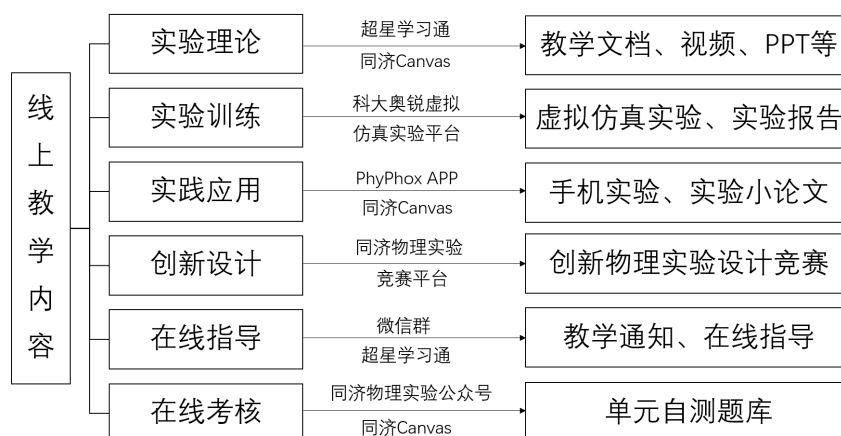 线上教学内容
实验理论
超星学习通
同济Canvas
教学文档、视频、PPT等
实验训练
科大奥锐虚拟
仿真实验平台
虚拟仿真实验、实验报告
实践应用
PhyPhox APP
同济Canvas
手机实验、实验小论文
创新设计
同济物理实验
竞赛平台
创新物理实验设计竞赛
在线指导
微信群
超星学习通
教学通知、在线指导
在线考核
同济物理实验公众号
同济Canvas
单元自测题库